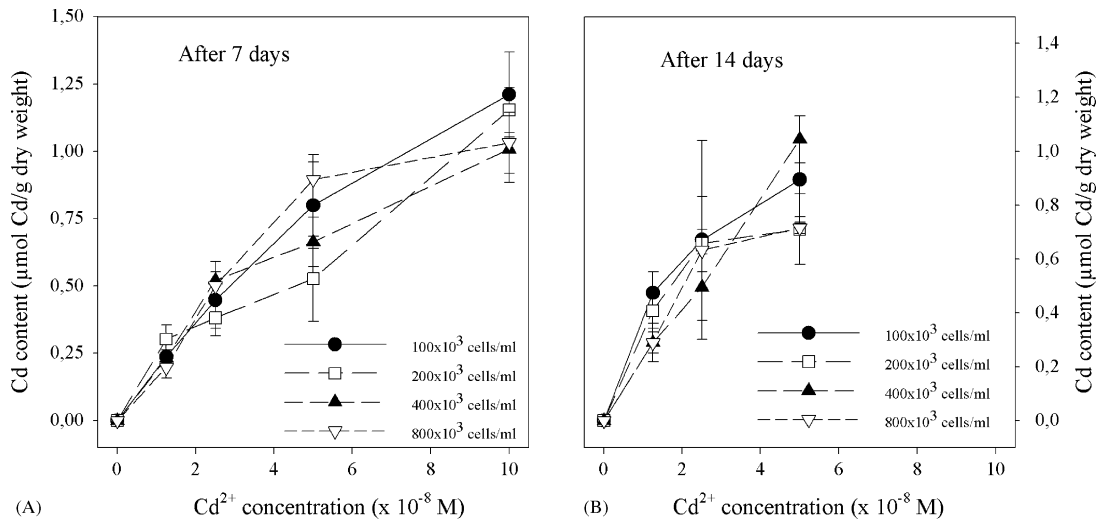 After 7 days
Cd content (µmol Cd/g dry weight)
1,50
1,25
1,00
0,75
0,50
0,25
0,00
100x10³ cells/ml
200x10³ cells/ml
400x10³ cells/ml
800x10³ cells/ml
0 2 4 6 8 10
(A) Cd²⁺ concentration (x 10⁻⁸ M)
After 14 days
1,4
1,2
1,0
0,8
0,6
0,4
0,2
0,0
Cd content (µmol Cd/g dry weight)
100x10³ cells/ml
200x10³ cells/ml
400x10³ cells/ml
800x10³ cells/ml
0 2 4 6 8 10
(B) Cd²⁺ concentration (x 10⁻⁸ M)